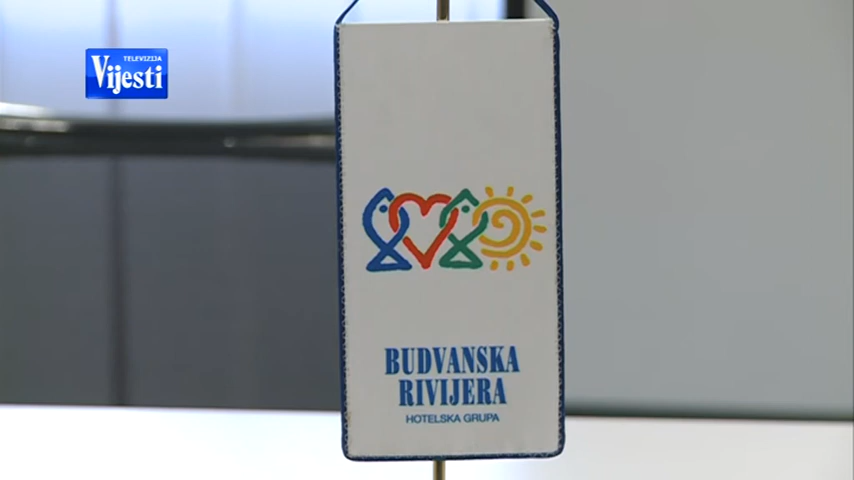 TELEVIZIJA
Vijesti
BUDVANSKA
RIVIJERA
HOTELSKA GRUPA